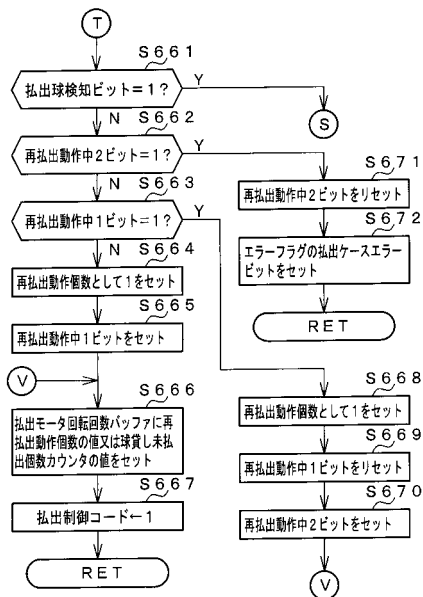 T
S661
払出球検知ビット=1?
Y
N
S
S662
再払出動作中2ビット=1?
Y
N
S671
再払出動作中2ビットをリセット
S672
エラーフラグの払出ケースエラー
ビットをセット
RET
S663
再払出動作中1ビット=1?
Y
N
S664
再払出動作個数として1をセット
S665
再払出動作中1ビットをセット
V
S666
払出モータ回転回数バッファに再
払出動作個数の値又は球貸し未払
出個数カウンタの値をセット
S667
払出制御コード←1
RET
S668
再払出動作個数として1をセット
S669
再払出動作中1ビットをリセット
S670
再払出動作中2ビットをセット
V